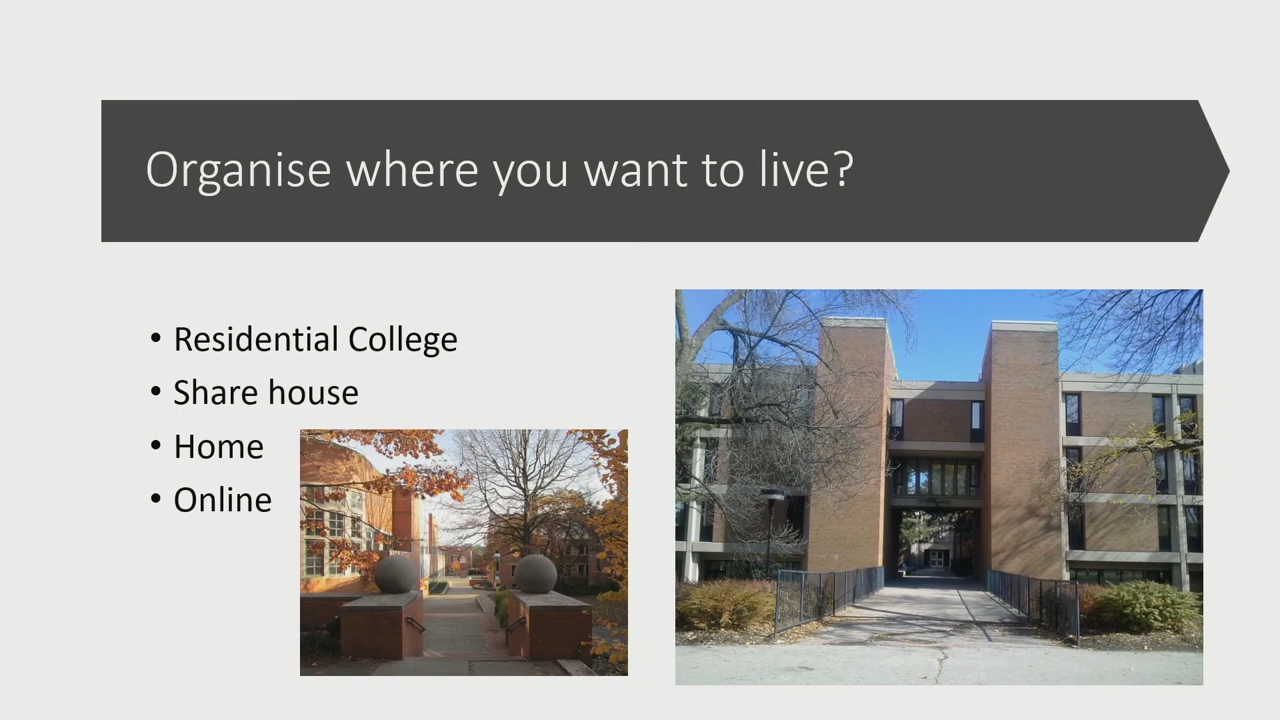 Organise where you want to live?
• Residential College
• Share house
• Home
• Online